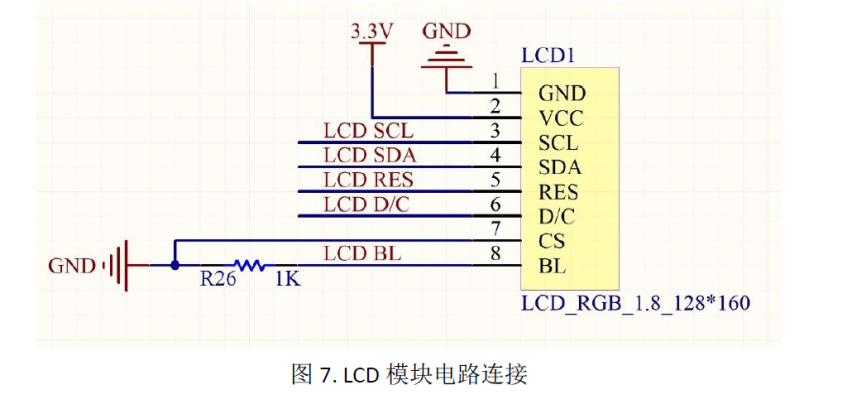 3.3V GND
LCD1
1 GND
2 VCC
LCD SCL 3 SCL
LCD SDA 4 SDA
LCD RES 5 RES
LCD D/C 6 D/C
7 CS
GND R26 1K LCD BL 8 BL
LCD_RGB_1.8_128*160
图 7. LCD 模块电路连接